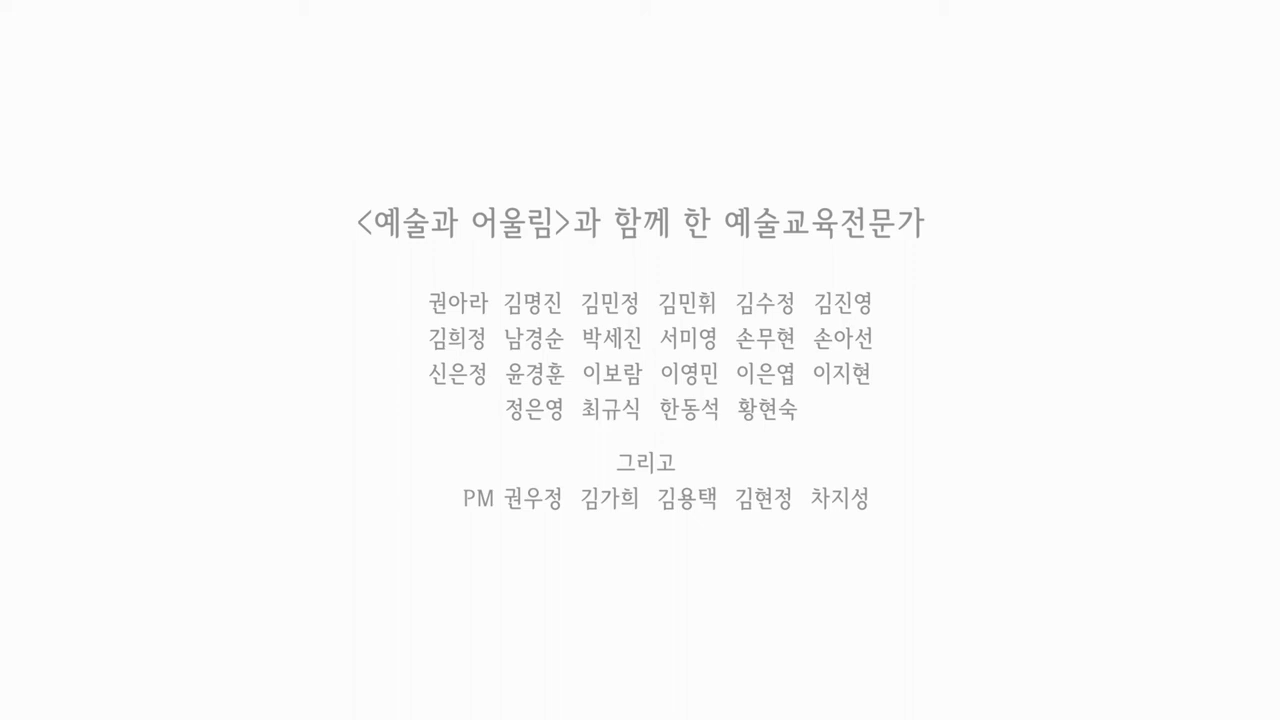 <예술과 어울림>과 함께 한 예술교육전문가
권아라 김명진 김민정 김민휘 김수정 김진영
김희정 남경순 박세진 서미영 손무현 손아선
신은정 윤경훈 이보람 이영민 이은엽 이지현
정은영 최규식 한동석 황현숙
그리고
PM 권우정 김가희 김용택 김현정 차지성